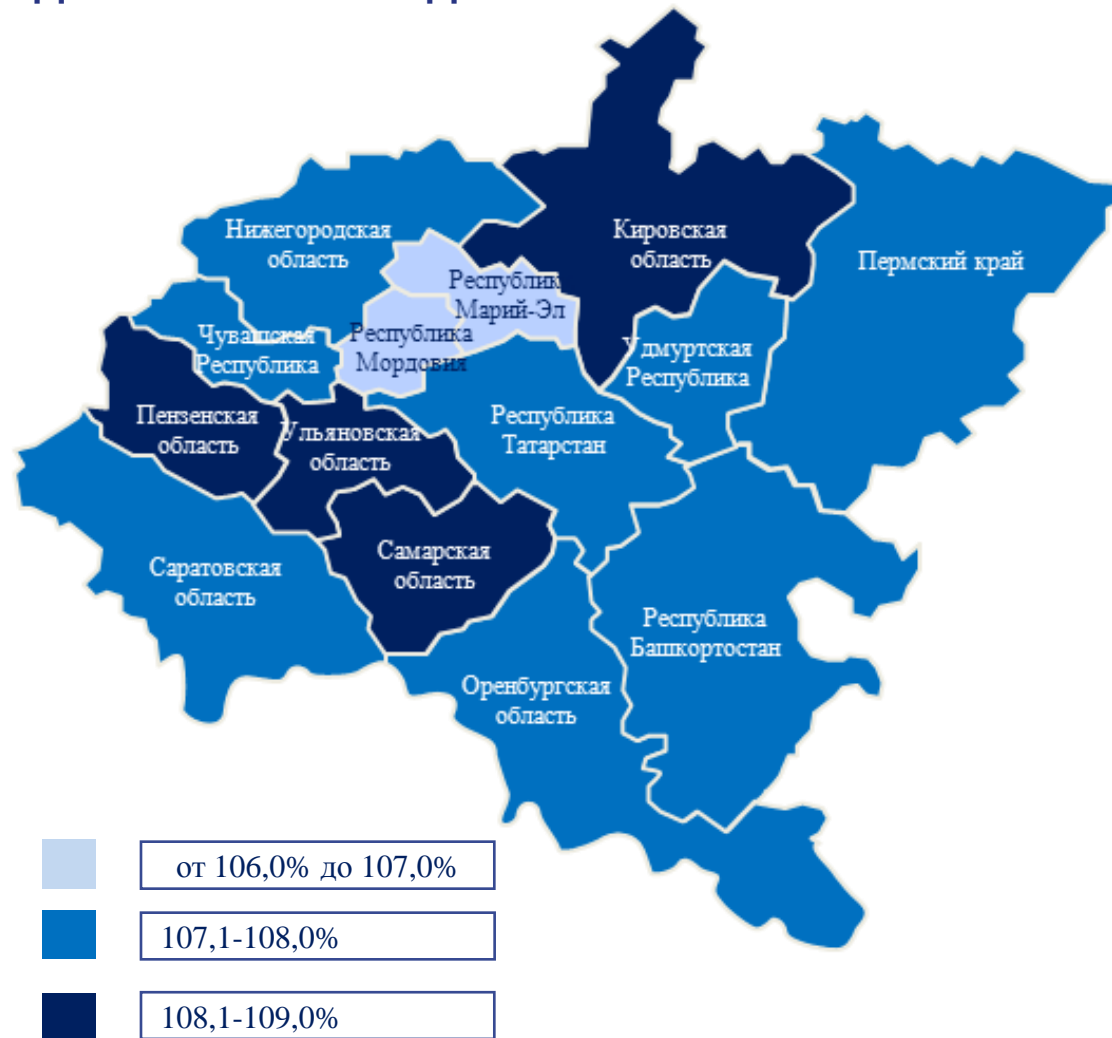 Нижегородская
область
Кировская
область
Пермский край
Республик
Марий-Эл
Чувашская
Республика
Республика
Мордовия
Удмуртская
Республика
Пензенская
область
Ульяновская
область
Республика
Татарстан
Самарская
область
Саратовская
область
Республика
Башкортостан
Оренбургская
область
от 106,0% до 107,0%
107,1-108,0%
108,1-109,0%